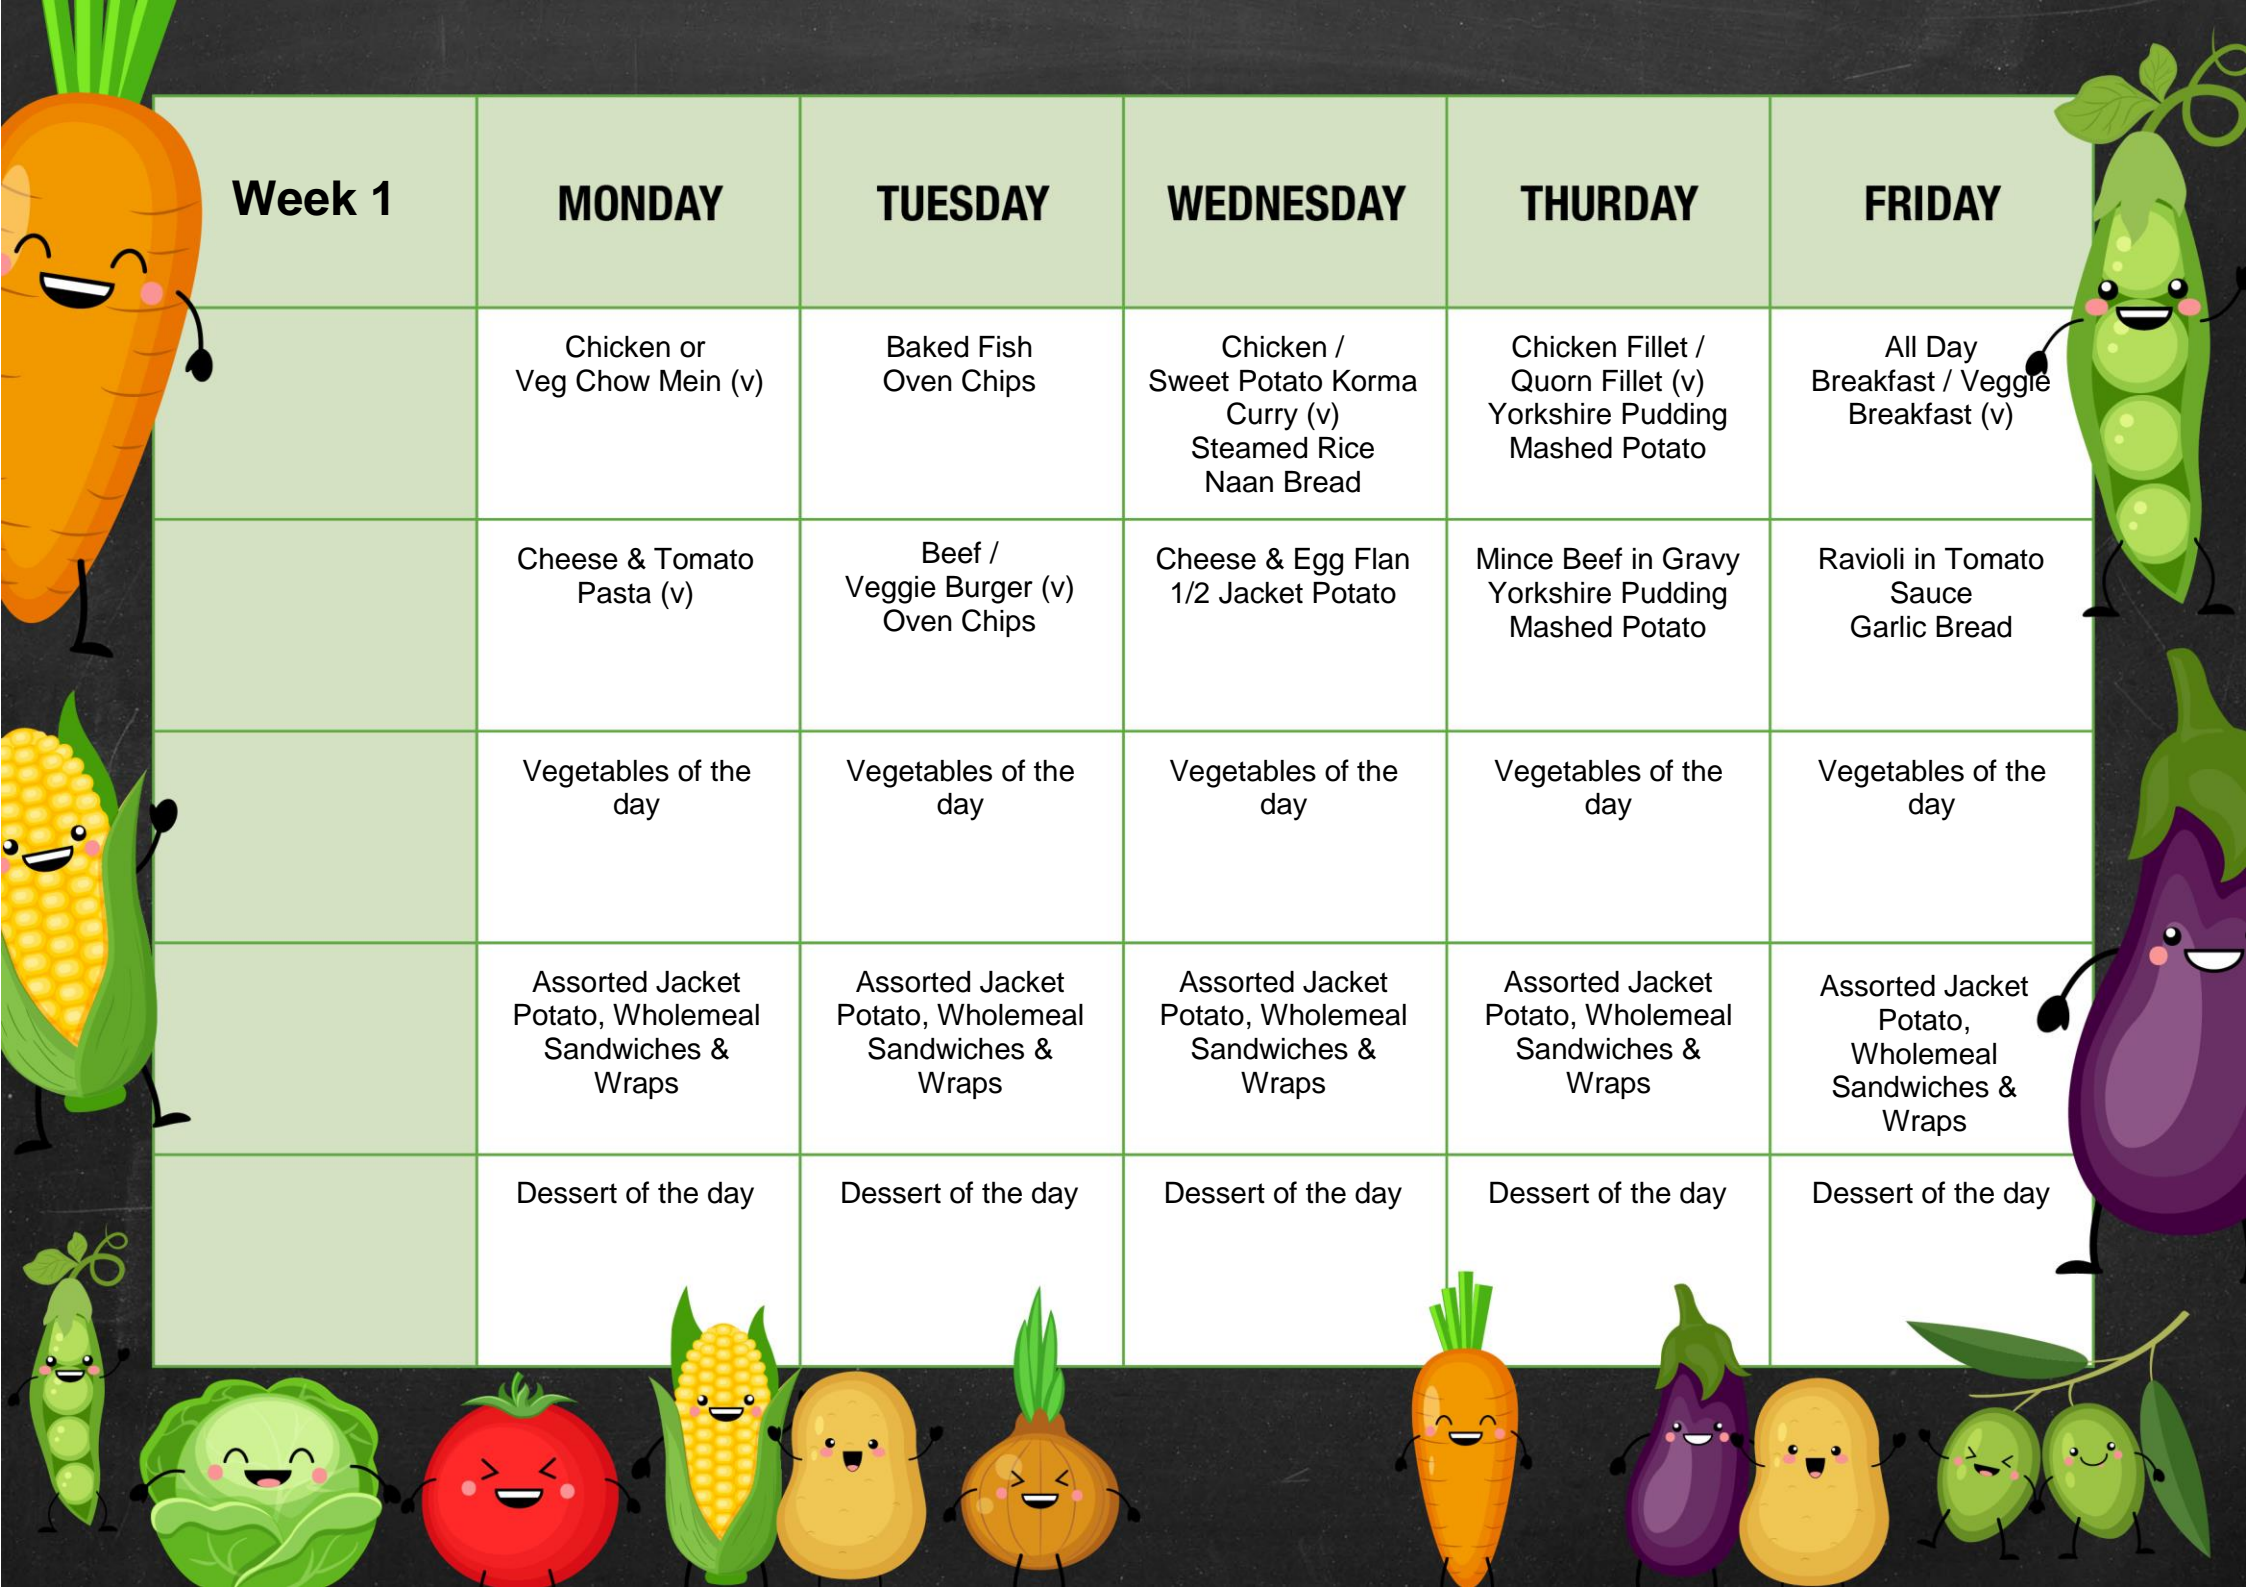 Week 1
MONDAY
TUESDAY
WEDNESDAY
THURDAY
FRIDAY
Chicken or
Veg Chow Mein (v)
Baked Fish
Oven Chips
Chicken /
Sweet Potato Korma
Curry (v)
Steamed Rice
Naan Bread
Chicken Fillet /
Quorn Fillet (v)
Yorkshire Pudding
Mashed Potato
All Day
Breakfast / Veggie
Breakfast (v)
Cheese & Tomato
Pasta (v)
Beef /
Veggie Burger (v)
Oven Chips
Cheese & Egg Flan
1/2 Jacket Potato
Mince Beef in Gravy
Yorkshire Pudding
Mashed Potato
Ravioli in Tomato
Sauce
Garlic Bread
Vegetables of the
day
Vegetables of the
day
Vegetables of the
day
Vegetables of the
day
Vegetables of the
day
Assorted Jacket
Potato, Wholemeal
Sandwiches &
Wraps
Assorted Jacket
Potato, Wholemeal
Sandwiches &
Wraps
Assorted Jacket
Potato, Wholemeal
Sandwiches &
Wraps
Assorted Jacket
Potato, Wholemeal
Sandwiches &
Wraps
Assorted Jacket
Potato,
Wholemeal
Sandwiches &
Wraps
Dessert of the day
Dessert of the day
Dessert of the day
Dessert of the day
Dessert of the day